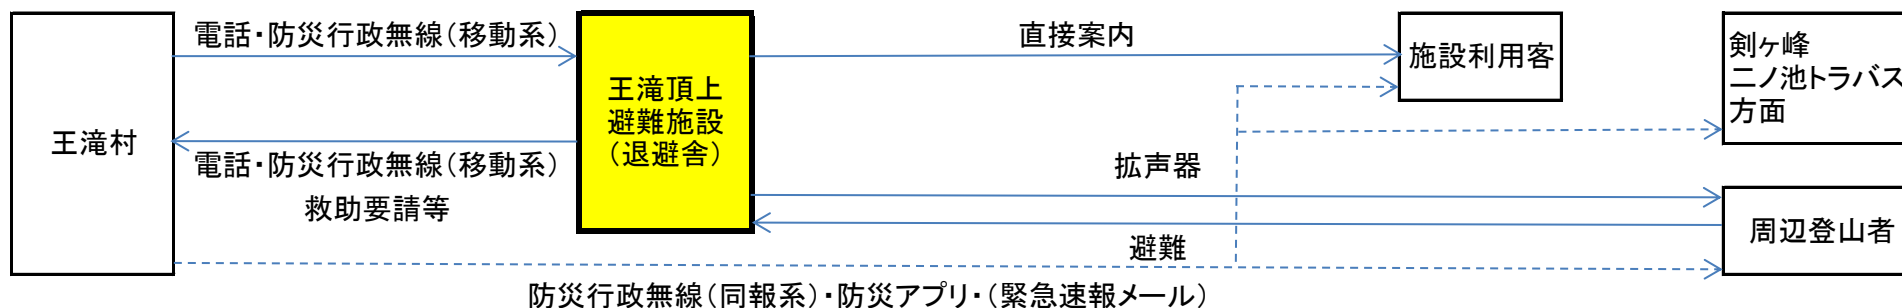 王滝村
電話・防災行政無線(移動系)
電話・防災行政無線(移動系)
救助要請等
王滝頂上
避難施設
(退避舎)
直接案内
施設利用客
剣ヶ峰
二ノ池トラバス
方面
拡声器
周辺登山者
避難
防災行政無線(同報系)・防災アプリ・(緊急速報メール)